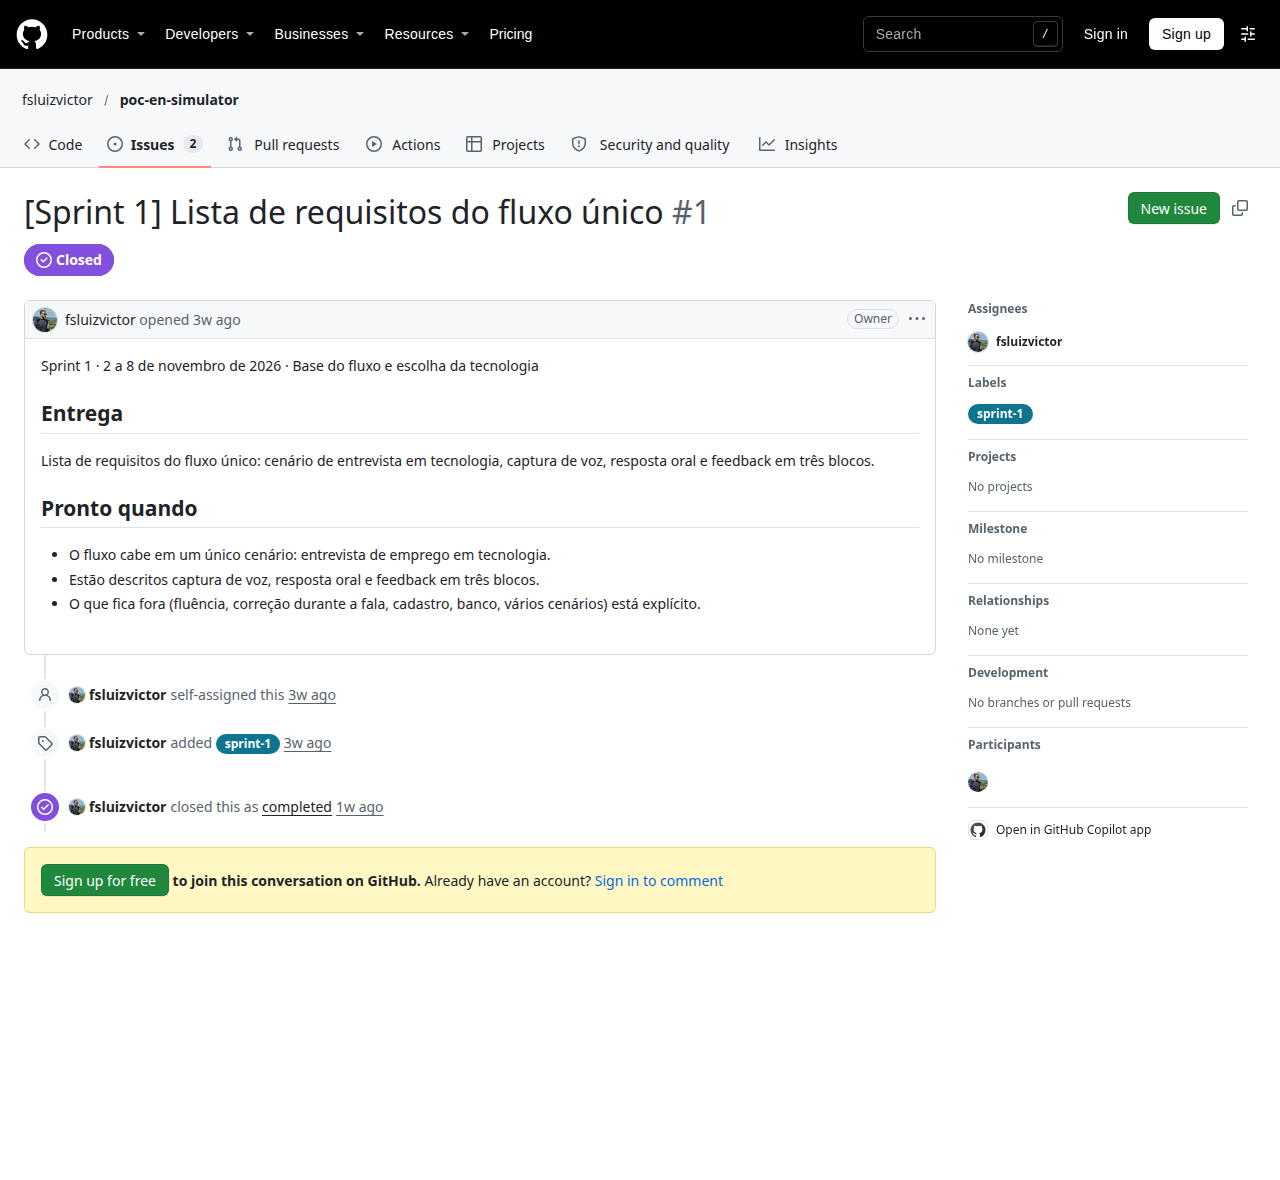 Products Developers Businesses Resources Pricing Search / Sign in Sign up
fsluizvictor / poc-en-simulator
Code Issues 2 Pull requests Actions Projects Security and quality Insights
[Sprint 1] Lista de requisitos do fluxo único #1
New issue
Closed
fsluizvictor opened 3w ago Owner
Sprint 1 · 2 a 8 de novembro de 2026 · Base do fluxo e escolha da tecnologia
Entrega
Lista de requisitos do fluxo único: cenário de entrevista em tecnologia, captura de voz, resposta oral e feedback em três blocos.
Pronto quando
O fluxo cabe em um único cenário: entrevista de emprego em tecnologia.
Estão descritos captura de voz, resposta oral e feedback em três blocos.
O que fica fora (fluência, correção durante a fala, cadastro, banco, vários cenários) está explícito.
fsluizvictor self-assigned this 3w ago
fsluizvictor added sprint-1 3w ago
fsluizvictor closed this as completed 1w ago
Sign up for free to join this conversation on GitHub. Already have an account? Sign in to comment
Assignees
fsluizvictor
Labels
sprint-1
Projects
No projects
Milestone
No milestone
Relationships
None yet
Development
No branches or pull requests
Participants
Open in GitHub Copilot app